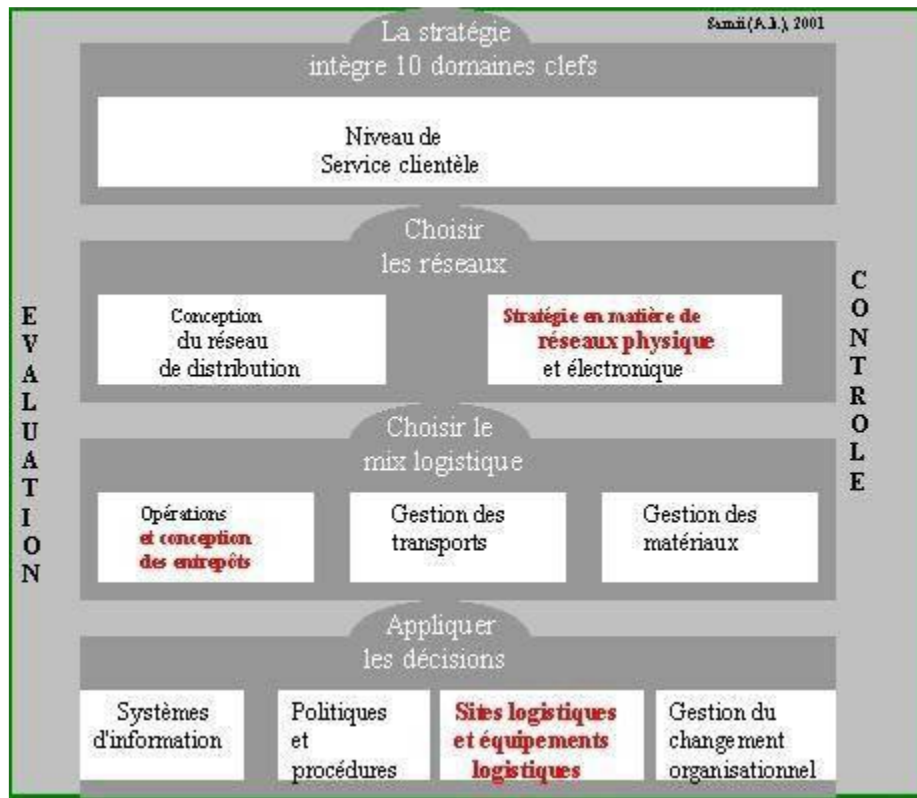 Samii (A.k.), 2001
La stratégie
intègre 10 domaines clefs
Niveau de
Service clientèle
Choisir
les réseaux
Conception
du réseau
de distribution
Stratégie en matière de
réseaux physique
et électronique
Choisir le
mix logistique
Opérations
et conception
des entrepôts
Gestion des
transports
Gestion des
matériaux
Appliquer
les décisions
Systèmes
d'information
Politiques
et
procédures
Sites logistiques
et équipements
logistiques
Gestion du
changement
organisationnel
EVALUATION
CONTROLE